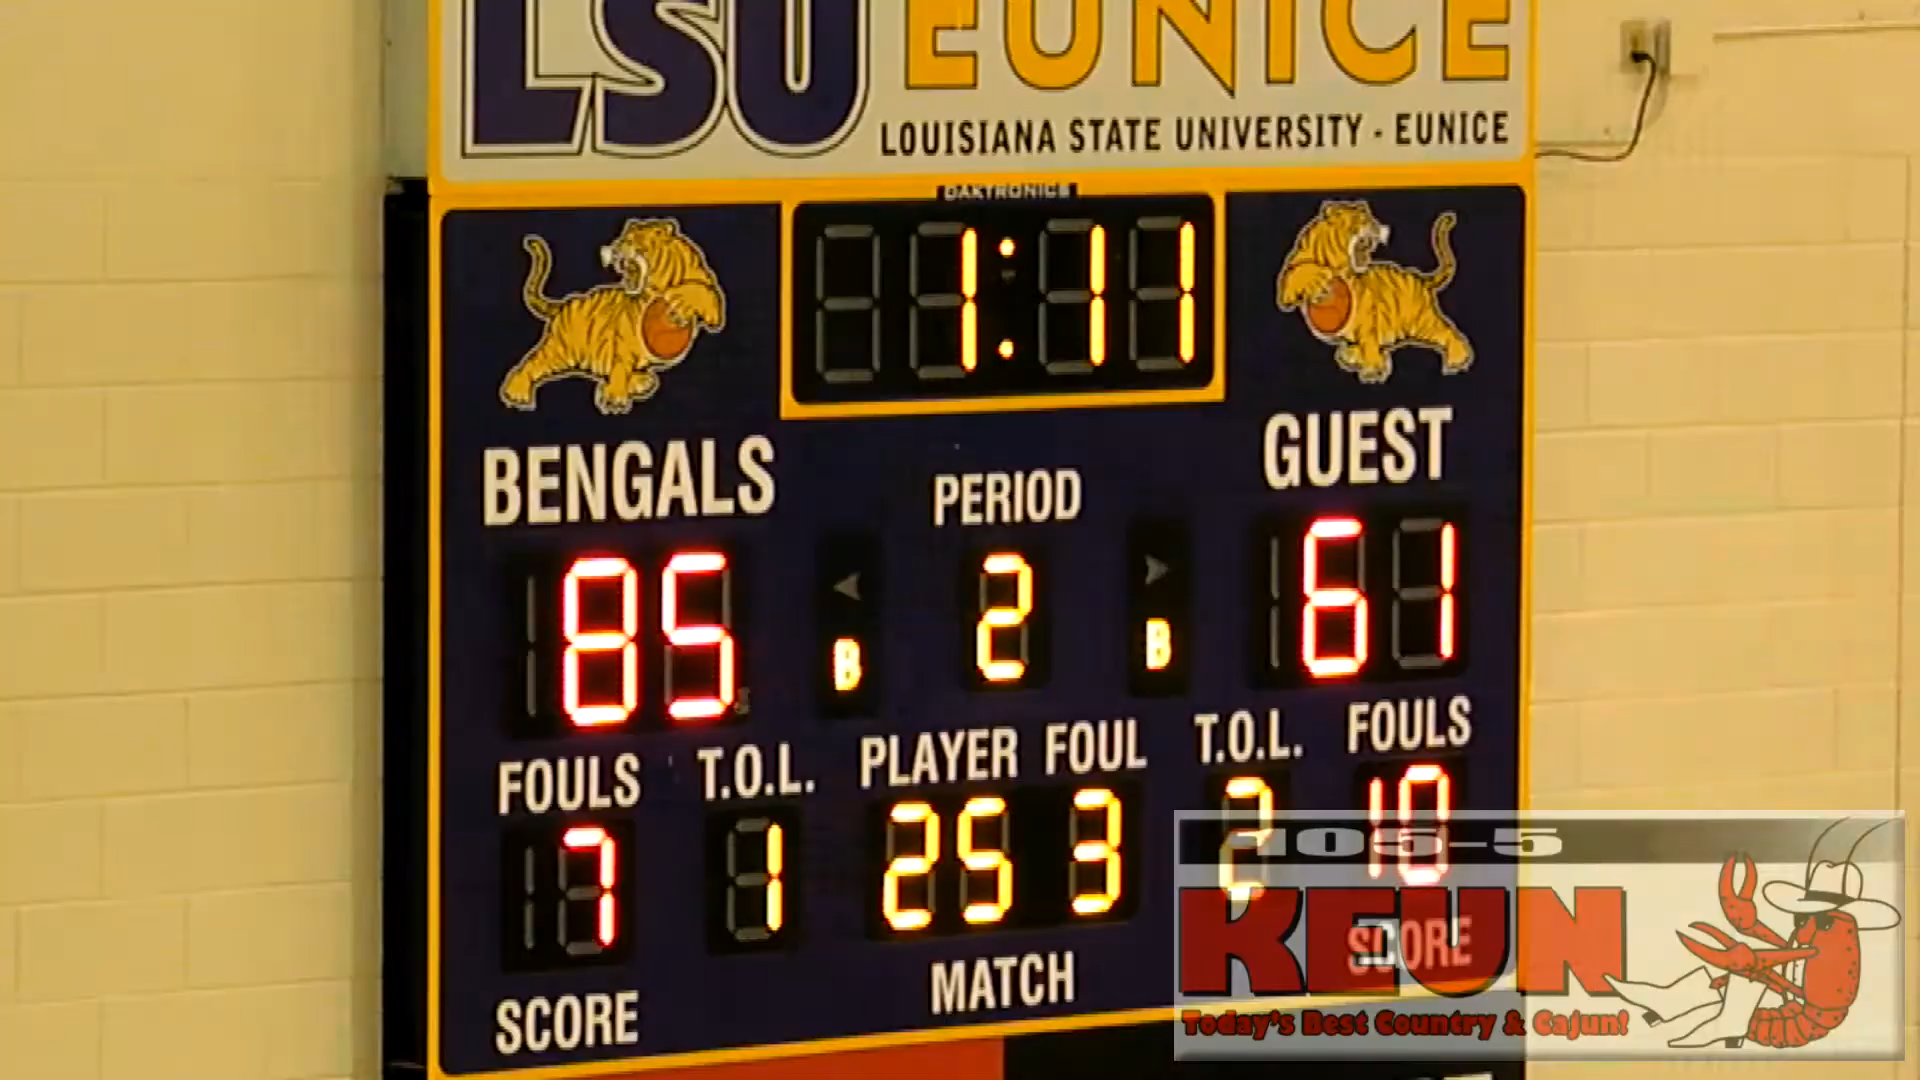 LSU EUNICE
LOUISIANA STATE UNIVERSITY - EUNICE
DAKTRONICS
1:11
BENGALS
PERIOD
GUEST
85
B
2
B
61
FOULS
T.O.L.
PLAYER
FOUL
T.O.L.
FOULS
7
1
25
3
2
10
SCORE
MATCH
SCORE
105-5
KEUN
Today's Best Country & Cajun!